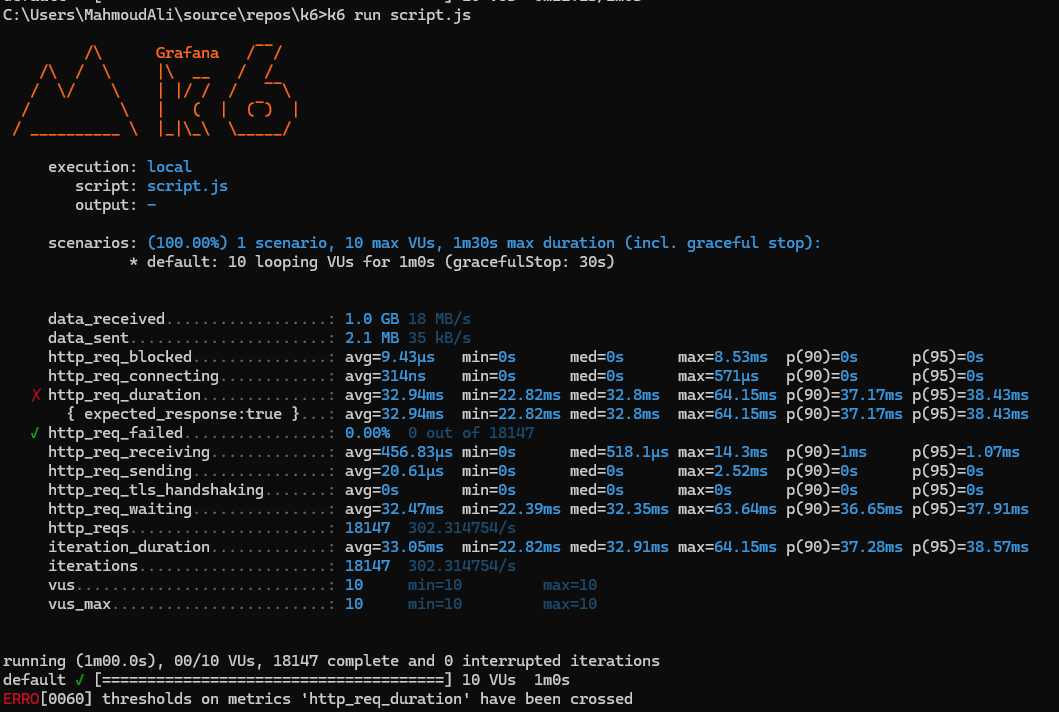 C:\Users\MahmoudAli\source\repos\k6>k6 run script.js
Grafana
k6
execution: local
script: script.js
output: -
scenarios: (100.00%) 1 scenario, 10 max VUs, 1m30s max duration (incl. graceful stop):
* default: 10 looping VUs for 1m0s (gracefulStop: 30s)
data_received..................: 1.0 GB 18 MB/s
data_sent......................: 2.1 MB 35 kB/s
http_req_blocked...............: avg=9.43µs min=0s med=0s max=8.53ms p(90)=0s p(95)=0s
http_req_connecting............: avg=314ns min=0s med=0s max=571µs p(90)=0s p(95)=0s
✗ http_req_duration..............: avg=32.94ms min=22.82ms med=32.8ms max=64.15ms p(90)=37.17ms p(95)=38.43ms
{ expected_response:true }...: avg=32.94ms min=22.82ms med=32.8ms max=64.15ms p(90)=37.17ms p(95)=38.43ms
✓ http_req_failed................: 0.00% 0 out of 18147
http_req_receiving.............: avg=456.83µs min=0s med=518.1µs max=14.3ms p(90)=1ms p(95)=1.07ms
http_req_sending...............: avg=20.61µs min=0s med=0s max=2.52ms p(90)=0s p(95)=0s
http_req_tls_handshaking.......: avg=0s min=0s med=0s max=0s p(90)=0s p(95)=0s
http_req_waiting...............: avg=32.47ms min=22.39ms med=32.35ms max=63.64ms p(90)=36.65ms p(95)=37.91ms
http_reqs......................: 18147 302.314754/s
iteration_duration.............: avg=33.05ms min=22.82ms med=32.91ms max=64.15ms p(90)=37.28ms p(95)=38.57ms
iterations.....................: 18147 302.314754/s
vus............................: 10 min=10 max=10
vus_max........................: 10 min=10 max=10
running (1m00.0s), 00/10 VUs, 18147 complete and 0 interrupted iterations
default ✓ [======================================] 10 VUs 1m0s
ERRO[0060] thresholds on metrics 'http_req_duration' have been crossed